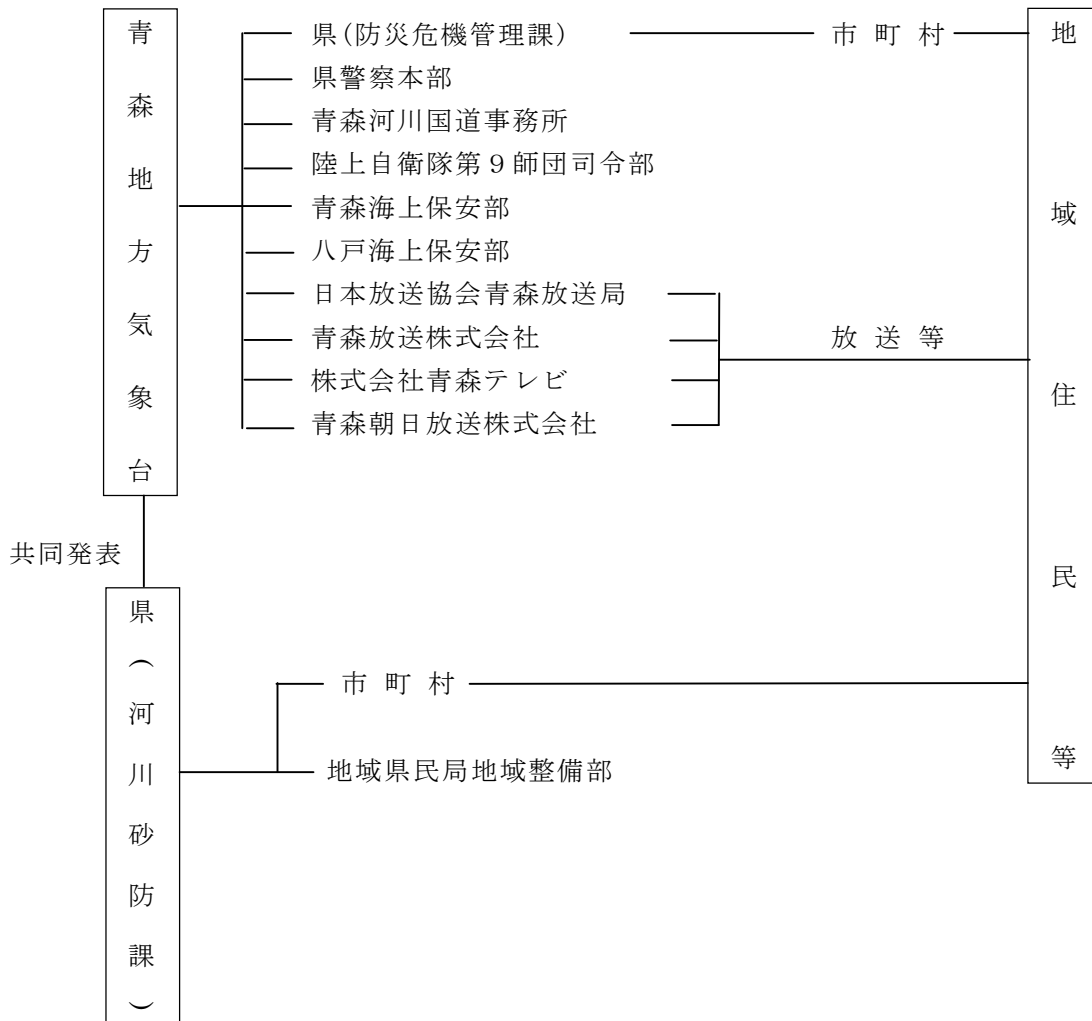 青森地方気象台
県(防災危機管理課)
市町村
県警察本部
青森河川国道事務所
陸上自衛隊第９師団司令部
青森海上保安部
八戸海上保安部
日本放送協会青森放送局
青森放送株式会社
放送等
株式会社青森テレビ
青森朝日放送株式会社
地域住民等
共同発表
県(河川砂防課)
市町村
地域県民局地域整備部